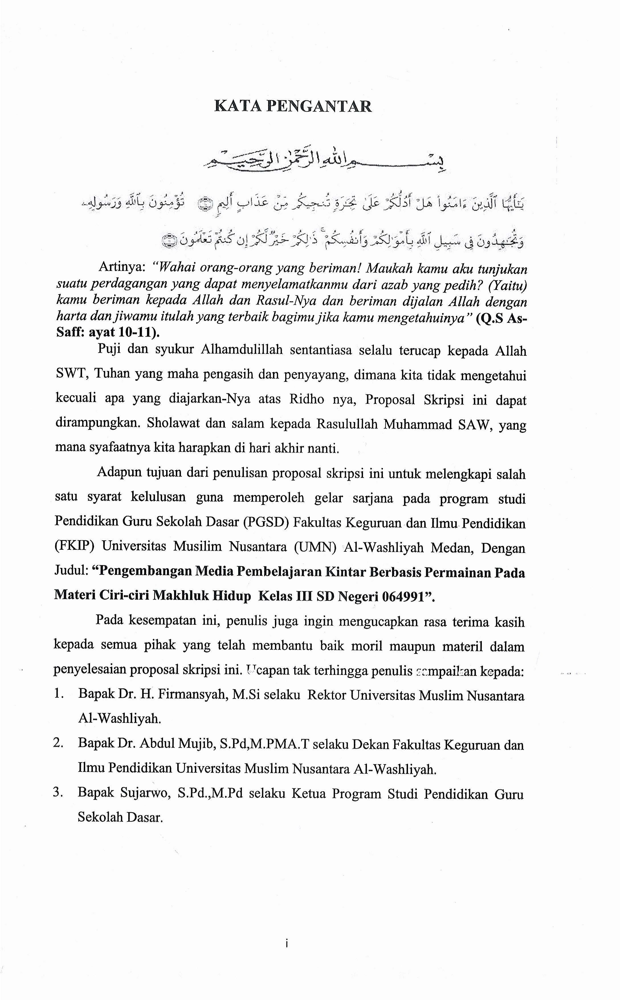 KATA PENGANTAR
بِسْمِ اللهِ الرَّحْمٰنِ الرَّحِيْمِ
يَٰٓأَيُّهَا ٱلَّذِينَ ءَامَنُواْ هَلْ أَدُلُّكُمْ عَلَىٰ تِجَٰرَةٍ تُنجِيكُم مِّنْ عَذَابٍ أَلِيمٍ تُؤْمِنُونَ بِٱللَّهِ وَرَسُولِهِۦ
وَتُجَٰهِدُونَ فِى سَبِيلِ ٱللَّهِ بِأَمْوَٰلِكُمْ وَأَنفُسِكُمْ ۚ ذَٰلِكُمْ خَيْرٌ لَّكُمْ إِن كُنتُمْ تَعْلَمُونَ
Artinya: “Wahai orang-orang yang beriman! Maukah kamu aku tunjukan
suatu perdagangan yang dapat menyelamatkanmu dari azab yang pedih? (Yaitu)
kamu beriman kepada Allah dan Rasul-Nya dan beriman dijalan Allah dengan
harta dan jiwamu itulah yang terbaik bagimu jika kamu mengetahuinya” (Q.S As-
Saff: ayat 10-11).
Puji dan syukur Alhamdulillah sentantiasa selalu terucap kepada Allah
SWT, Tuhan yang maha pengasih dan penyayang, dimana kita tidak mengetahui
kecuali apa yang diajarkan-Nya atas Ridho nya, Proposal Skripsi ini dapat
dirampungkan. Sholawat dan salam kepada Rasulullah Muhammad SAW, yang
mana syafaatnya kita harapkan di hari akhir nanti.
Adapun tujuan dari penulisan proposal skripsi ini untuk melengkapi salah
satu syarat kelulusan guna memperoleh gelar sarjana pada program studi
Pendidikan Guru Sekolah Dasar (PGSD) Fakultas Keguruan dan Ilmu Pendidikan
(FKIP) Universitas Musilim Nusantara (UMN) Al-Washliyah Medan, Dengan
Judul: “Pengembangan Media Pembelajaran Kintar Berbasis Permainan Pada
Materi Ciri-ciri Makhluk Hidup Kelas III SD Negeri 064991”.
Pada kesempatan ini, penulis juga ingin mengucapkan rasa terima kasih
kepada semua pihak yang telah membantu baik moril maupun materil dalam
penyelesaian proposal skripsi ini. Ucapan tak terhingga penulis sampaikan kepada:
1. Bapak Dr. H. Firmansyah, M.Si selaku Rektor Universitas Muslim Nusantara
Al-Washliyah.
2. Bapak Dr. Abdul Mujib, S.Pd,M.PMA.T selaku Dekan Fakultas Keguruan dan
Ilmu Pendidikan Universitas Muslim Nusantara Al-Washliyah.
3. Bapak Sujarwo, S.Pd.,M.Pd selaku Ketua Program Studi Pendidikan Guru
Sekolah Dasar.
i